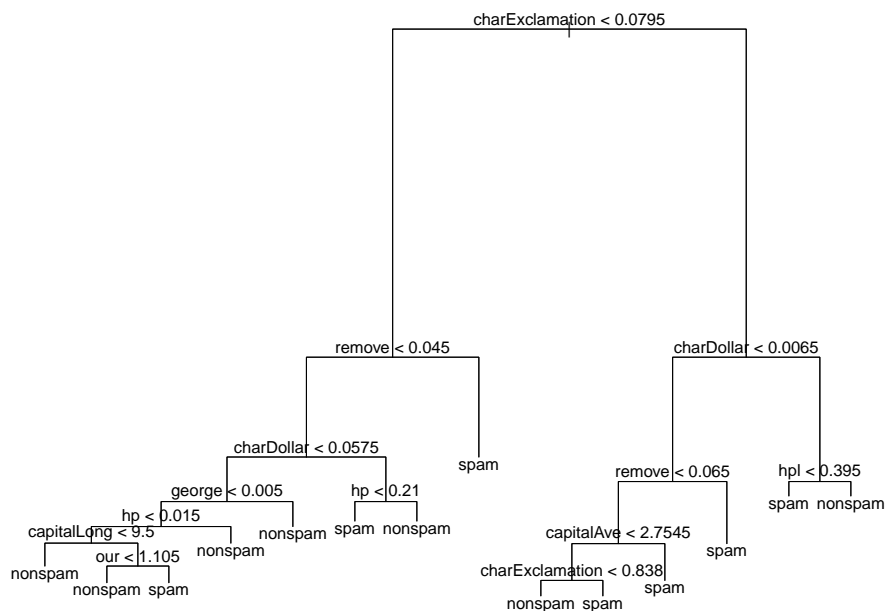 charExclamation < 0.0795
remove < 0.045
charDollar < 0.0065
charDollar < 0.0575
spam
remove < 0.065
hpl < 0.395
george < 0.005
hp < 0.21
spam nonspam
hp < 0.015
nonspam
spam nonspam
capitalAve < 2.7545
spam
capitalLong < 9.5
nonspam
our < 1.105
charExclamation < 0.838
spam
nonspam
nonspam spam
nonspam spam